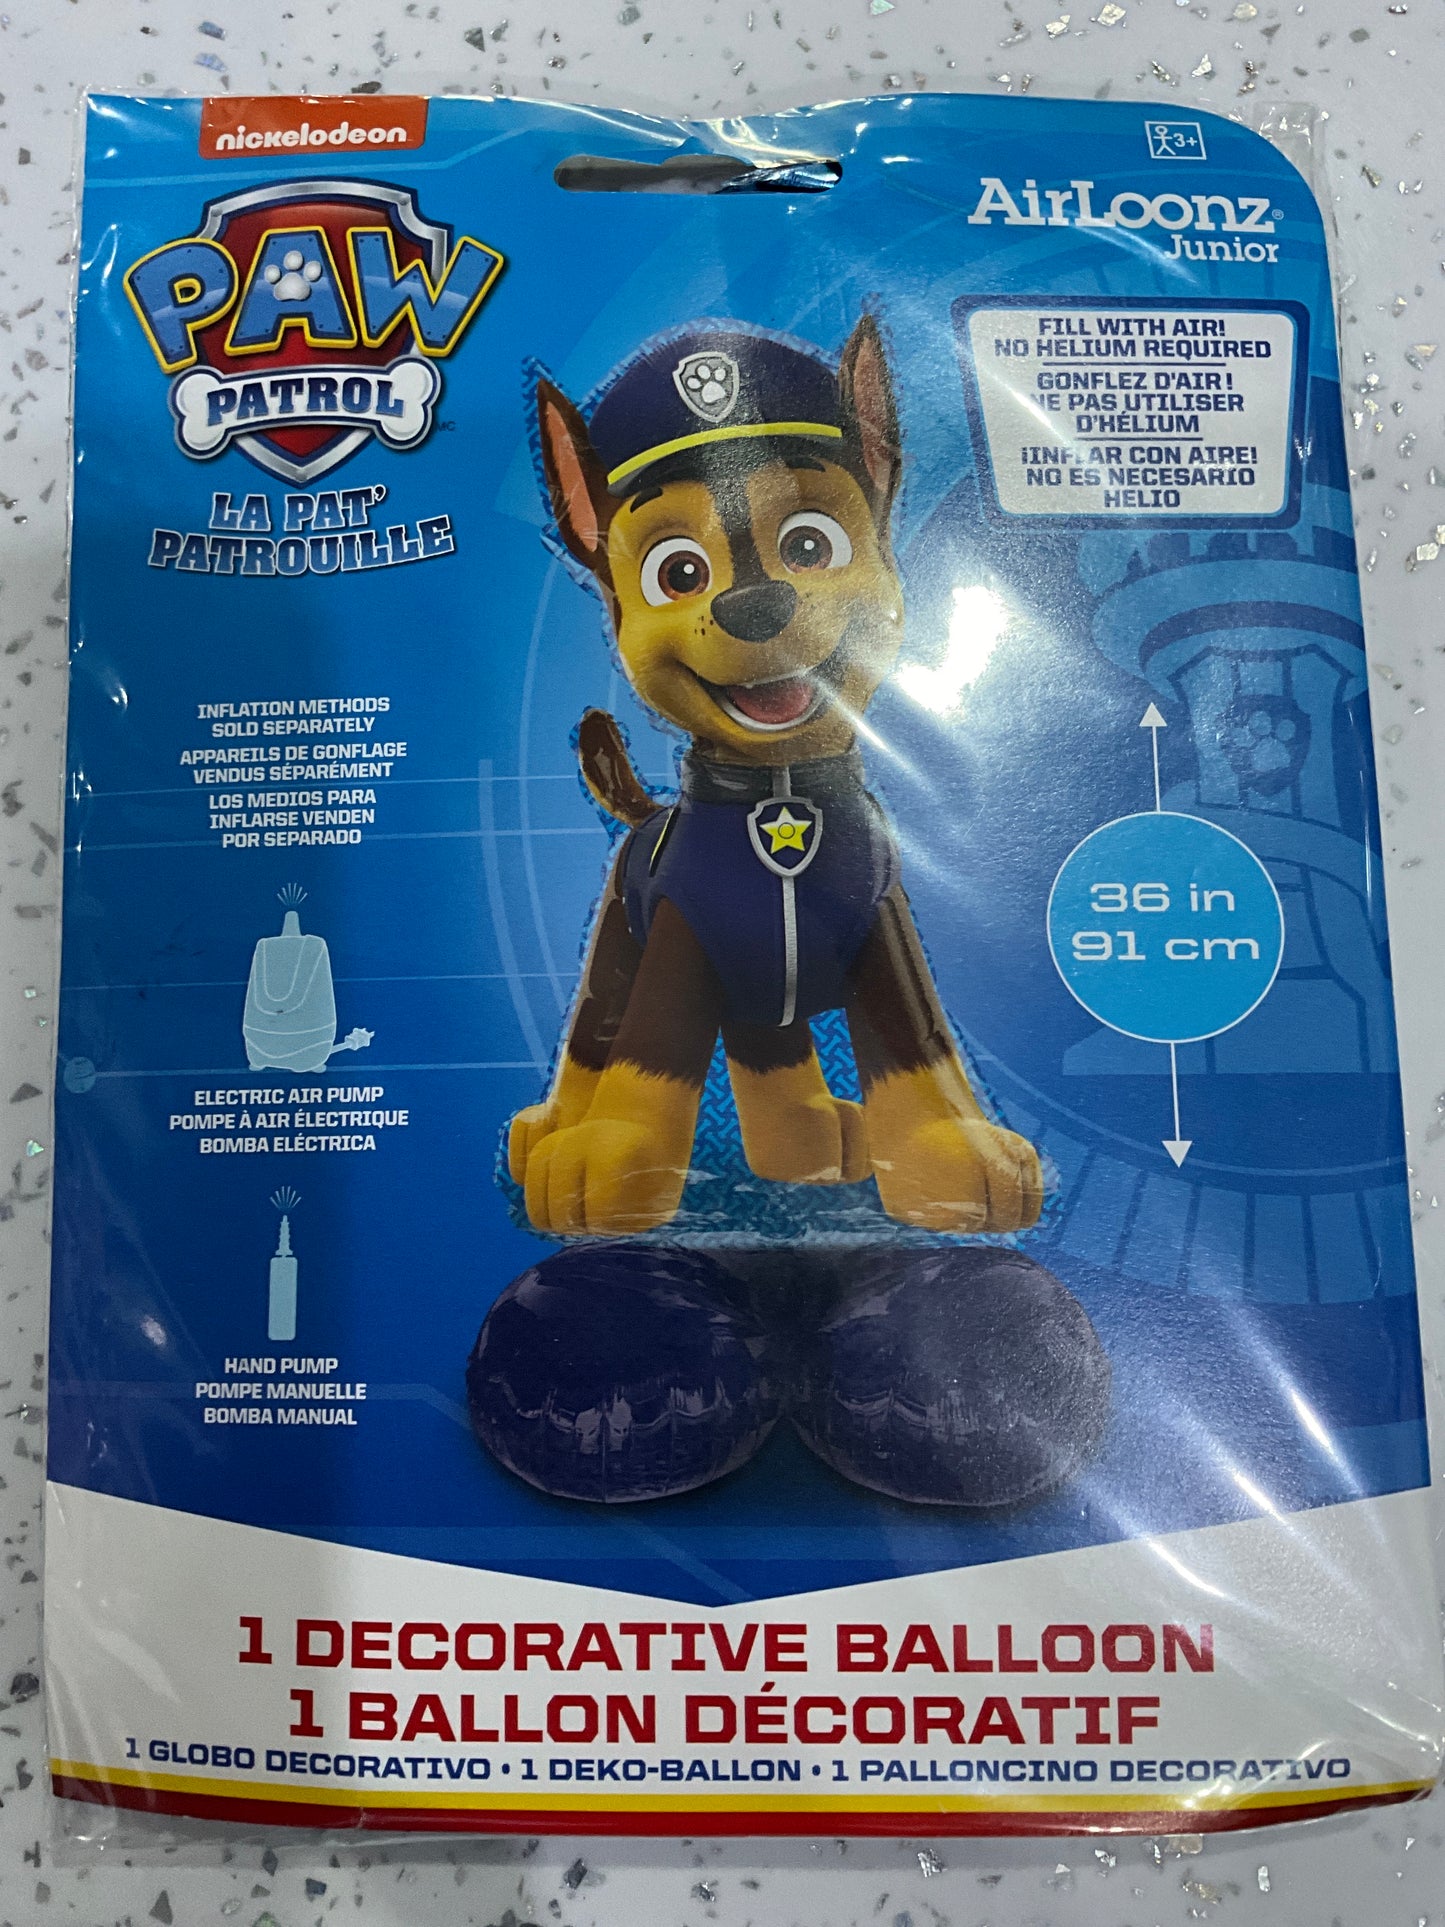 nickelodeon
3+
AirLoonz®
Junior
PAW
PATROL
MC
LA PAT'
PATROUILLE
FILL WITH AIR!
NO HELIUM REQUIRED
GONFLEZ D'AIR!
NE PAS UTILISER
D'HÉLIUM
¡INFLAR CON AIRE!
NO ES NECESARIO
HELIO
INFLATION METHODS
SOLD SEPARATELY
APPAREILS DE GONFLAGE
VENDUS SÉPARÉMENT
LOS MEDIOS PARA
INFLARSE VENDEN
POR SEPARADO
36 in
91 cm
ELECTRIC AIR PUMP
POMPE À AIR ÉLECTRIQUE
BOMBA ELÉCTRICA
HAND PUMP
POMPE MANUELLE
BOMBA MANUAL
1 DECORATIVE BALLOON
1 BALLON DÉCORATIF
1 GLOBO DECORATIVO • 1 DEKO-BALLON • 1 PALLONCINO DECORATIVO